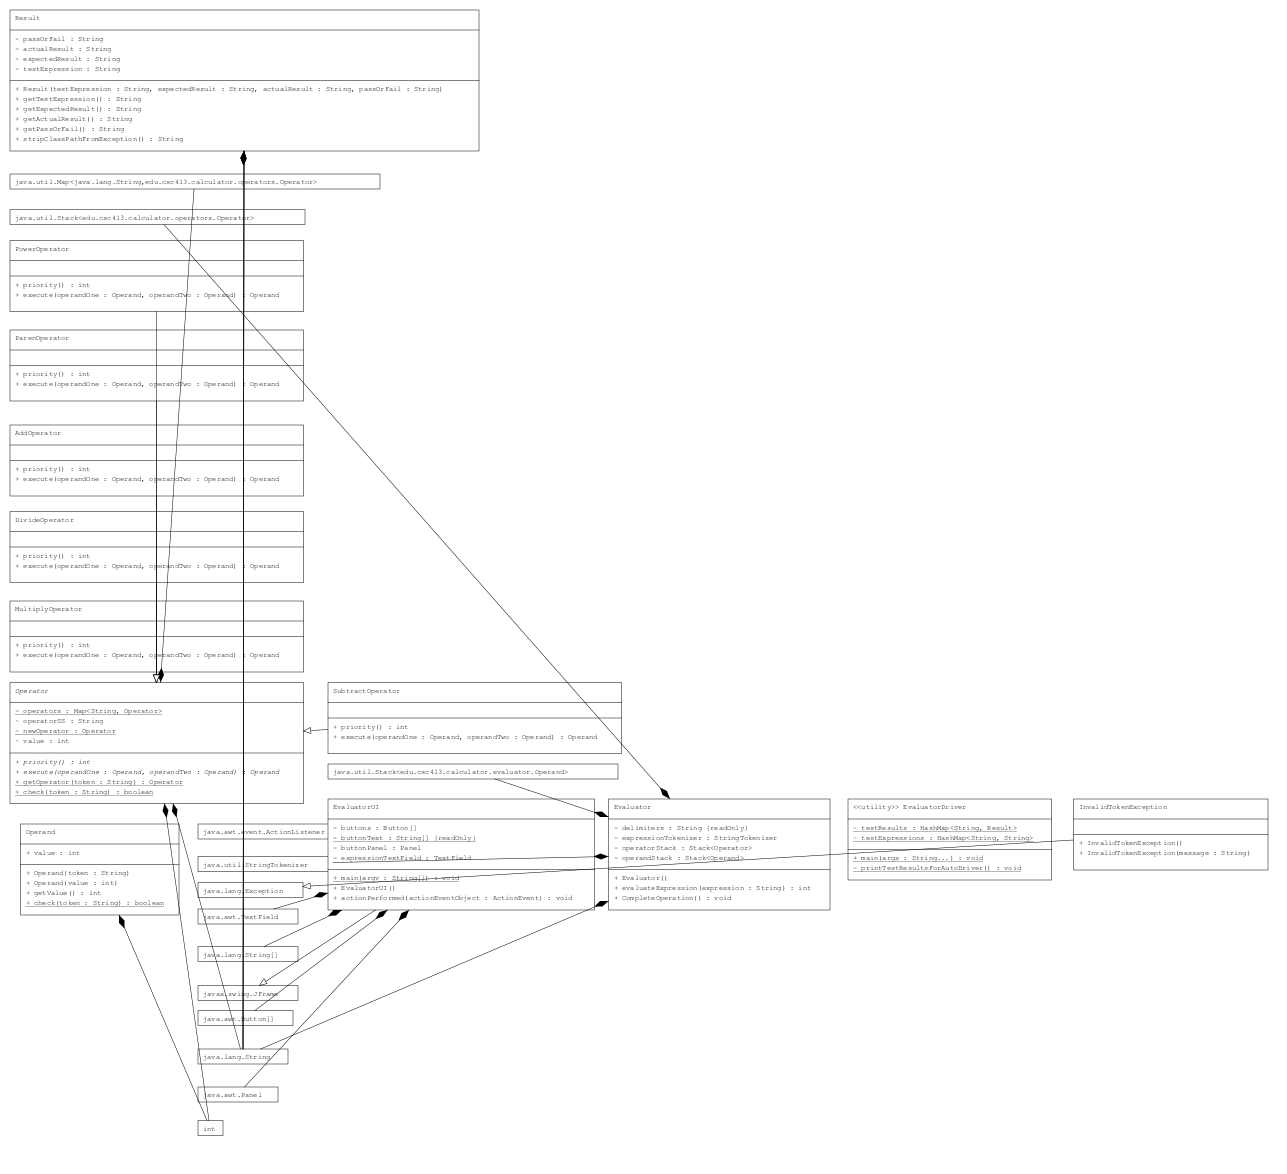 Result
- passOrFail : String
- actualResult : String
- expectedResult : String
- testExpression : String
+ Result(testExpression : String, expectedResult : String, actualResult : String, passOrFail : String)
+ getTestExpression() : String
+ getExpectedResult() : String
+ getActualResult() : String
+ getPassOrFail() : String
+ stripClassPathFromException() : String
java.util.Map<java.lang.String,edu.csc413.calculator.operators.Operator>
java.util.Stack<edu.csc413.calculator.operators.Operator>
PowerOperator
+ priority() : int
+ execute(operandOne : Operand, operandTwo : Operand) : Operand
ParenOperator
+ priority() : int
+ execute(operandOne : Operand, operandTwo : Operand) : Operand
AddOperator
+ priority() : int
+ execute(operandOne : Operand, operandTwo : Operand) : Operand
DivideOperator
+ priority() : int
+ execute(operandOne : Operand, operandTwo : Operand) : Operand
MultiplyOperator
+ priority() : int
+ execute(operandOne : Operand, operandTwo : Operand) : Operand
Operator
- operators : Map<String, Operator>
~ operatorSS : String
~ newOperator : Operator
~ value : int
+ priority() : int
+ execute(operandOne : Operand, operandTwo : Operand) : Operand
+ getOperator(token : String) : Operator
+ check(token : String) : boolean
SubtractOperator
+ priority() : int
+ execute(operandOne : Operand, operandTwo : Operand) : Operand
java.util.Stack<edu.csc413.calculator.evaluator.Operand>
Operand
+ value : int
+ Operand(token : String)
+ Operand(value : int)
+ getValue() : int
+ check(token : String) : boolean
java.awt.event.ActionListener
java.util.StringTokenizer
java.lang.Exception
java.awt.TextField
java.lang.String[]
javax.swing.JFrame
java.awt.Button[]
java.lang.String
java.awt.Panel
int
EvaluatorUI
- buttons : Button[]
- buttonText : String[] (readOnly)
- buttonPanel : Panel
- expressionTextField : TextField
+ main(argv : String[]) : void
+ EvaluatorUI()
+ actionPerformed(actionEventObject : ActionEvent) : void
Evaluator
- delimiters : String (readOnly)
- expressionTokenizer : StringTokenizer
- operatorStack : Stack<Operator>
- operandStack : Stack<Operand>
+ Evaluator()
+ evaluateExpression(expression : String) : int
+ CompleteOperation() : void
<<utility>> EvaluatorDriver
- testResults : HashMap<String, Result>
- testExpressions : HashMap<String, String>
+ main(args : String...) : void
- printTestResultsForAutoDriver() : void
InvalidTokenException
+ InvalidTokenException()
+ InvalidTokenException(message : String)